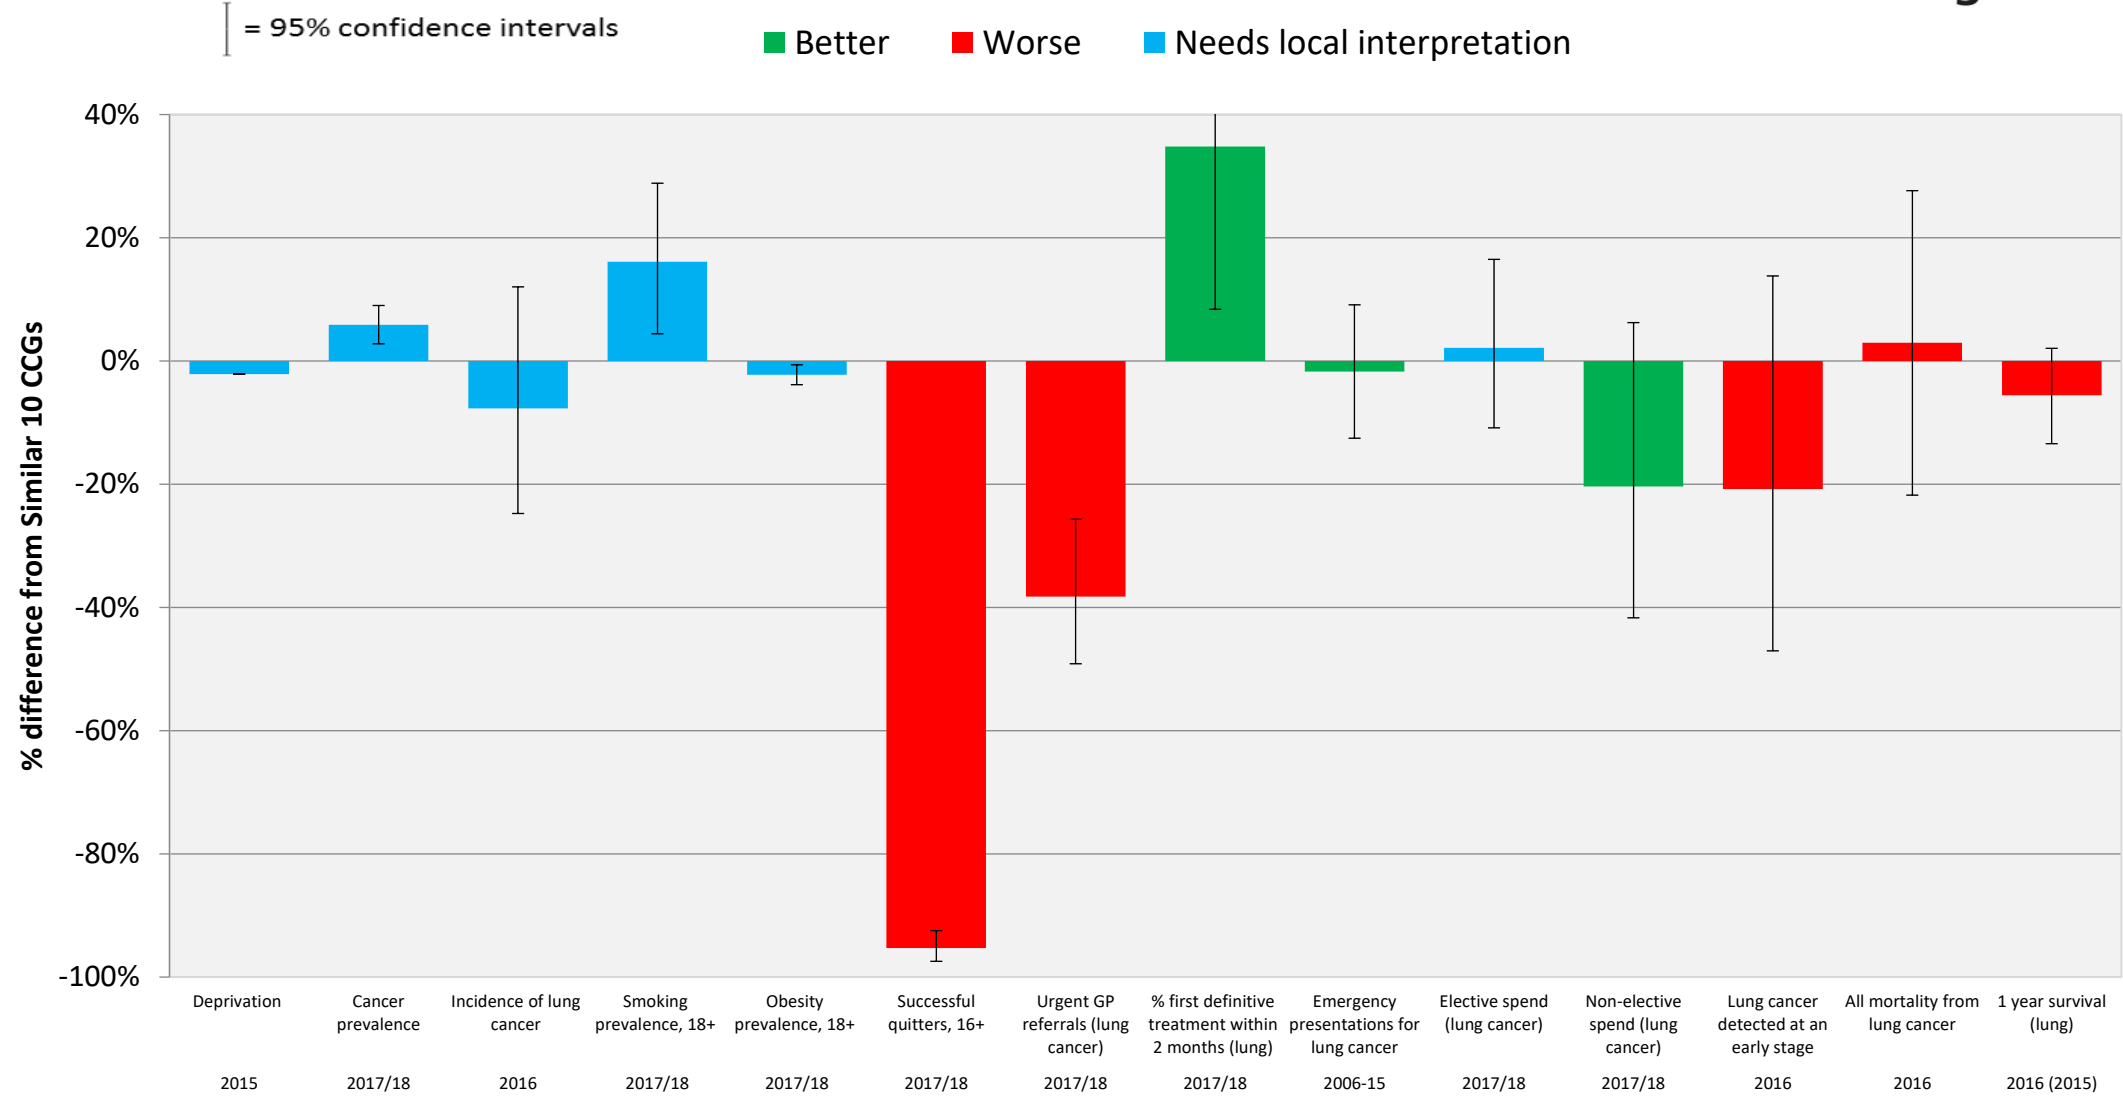 = 95% confidence intervals
Better
Worse
Needs local interpretation
% difference from Similar 10 CCGs
40%
20%
0%
-20%
-40%
-60%
-80%
-100%
Deprivation
2015
Cancer
prevalence
2017/18
Incidence of lung
cancer
2016
Smoking
prevalence, 18+
2017/18
Obesity
prevalence, 18+
2017/18
Successful
quitters, 16+
2017/18
Urgent GP
referrals (lung
cancer)
2017/18
% first definitive
treatment within
2 months (lung)
2017/18
Emergency
presentations for
lung cancer
2006-15
Elective spend
(lung cancer)
2017/18
Non-elective
spend (lung
cancer)
2017/18
Lung cancer
detected at an
early stage
2016
All mortality from
lung cancer
2016
1 year survival
(lung)
2016 (2015)